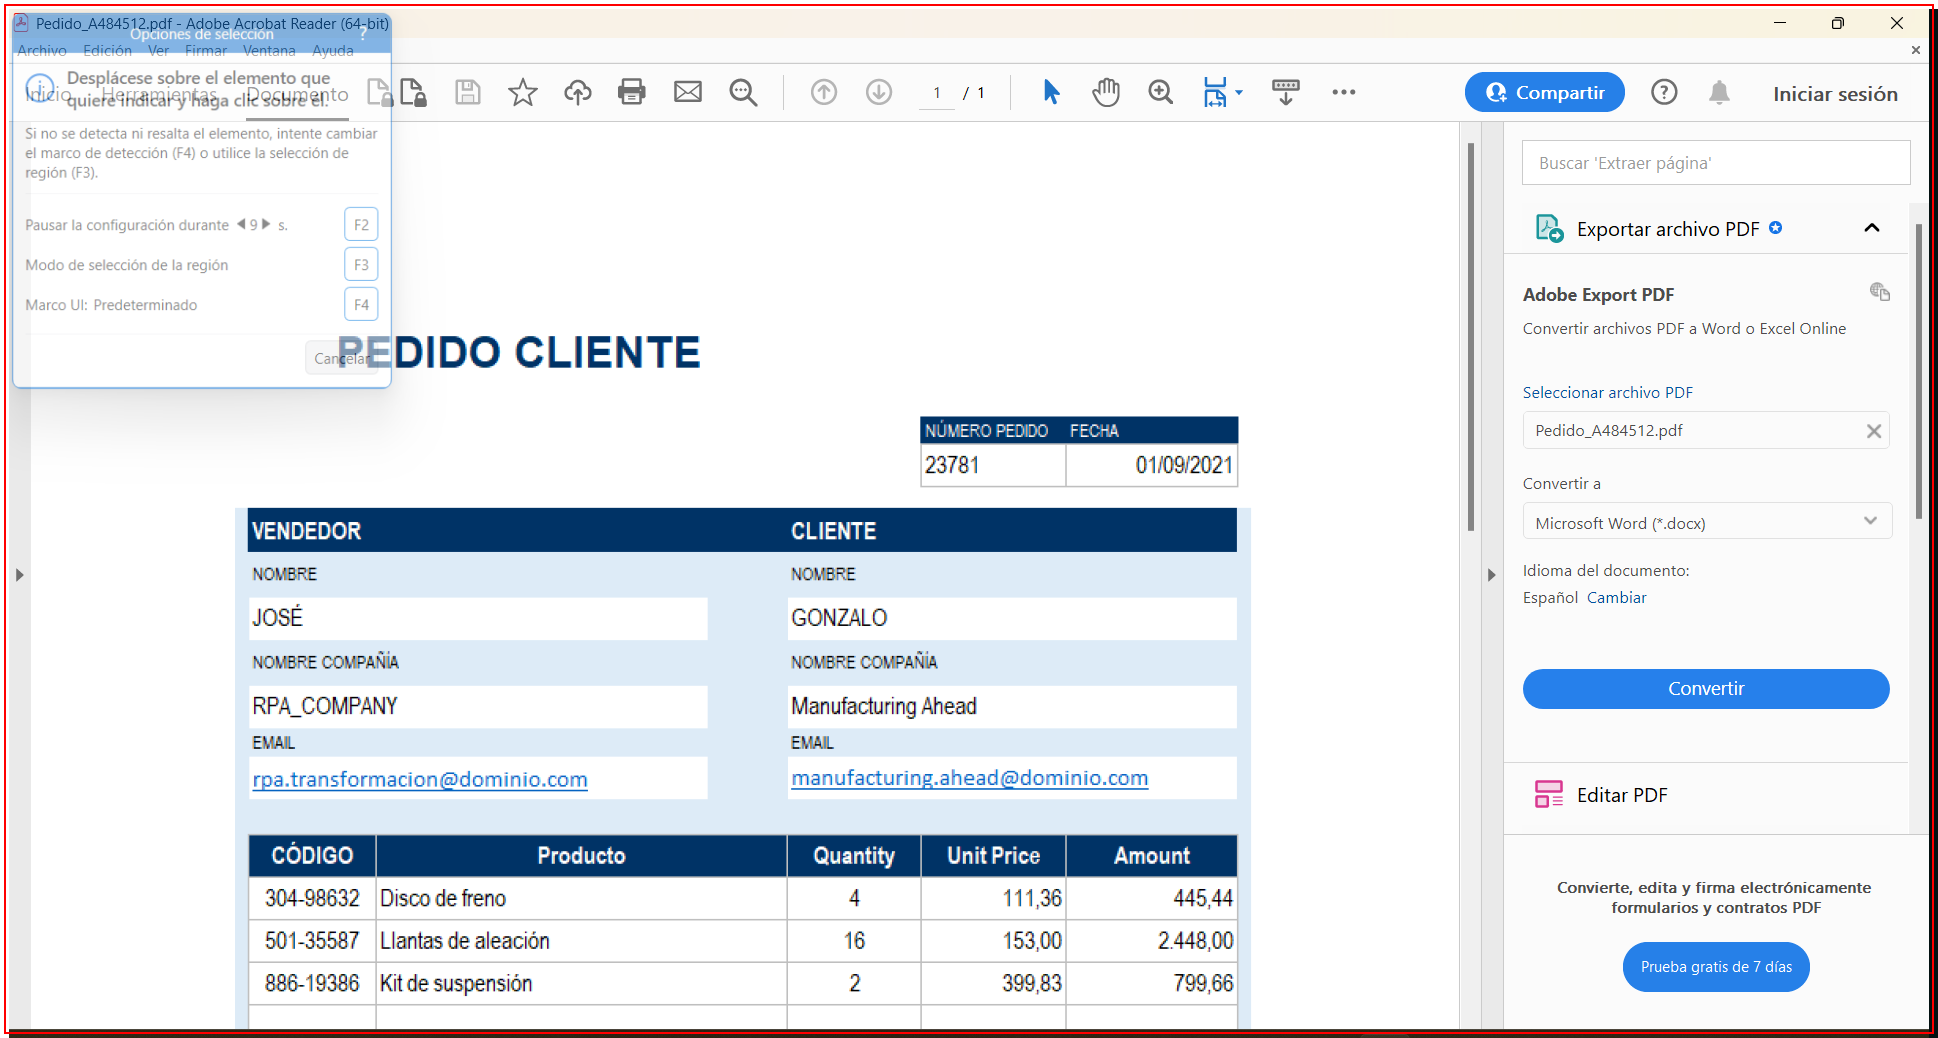 Pedido_A484512.pdf - Adobe Acrobat Reader (64-bit)
Opciones de selección ?
Archivo Edición Ver Firmar Ventana Ayuda
Desplácese sobre el elemento que
quiere indicar y haga clic sobre él.
Inicio Herramientas Documento
1 / 1
Compartir
Iniciar sesión
Si no se detecta ni resalta el elemento, intente cambiar
el marco de detección (F4) o utilice la selección de
región (F3).
Pausar la configuración durante 9 s. F2
Modo de selección de la región F3
Marco UI: Predeterminado F4
Cancelar
PEDIDO CLIENTE
NÚMERO PEDIDO FECHA
23781 01/09/2021
VENDEDOR CLIENTE
NOMBRE NOMBRE
JOSÉ GONZALO
NOMBRE COMPAÑÍA NOMBRE COMPAÑÍA
RPA_COMPANY Manufacturing Ahead
EMAIL EMAIL
rpa.transformacion@dominio.com manufacturing.ahead@dominio.com
CÓDIGO Producto Quantity Unit Price Amount
304-98632 Disco de freno 4 111,36 445,44
501-35587 Llantas de aleación 16 153,00 2.448,00
886-19386 Kit de suspensión 2 399,83 799,66
Buscar 'Extraer página'
Exportar archivo PDF
Adobe Export PDF
Convertir archivos PDF a Word o Excel Online
Seleccionar archivo PDF
Pedido_A484512.pdf
Convertir a
Microsoft Word (*.docx)
Idioma del documento:
Español Cambiar
Convertir
Editar PDF
Convierte, edita y firma electrónicamente
formularios y contratos PDF
Prueba gratis de 7 días